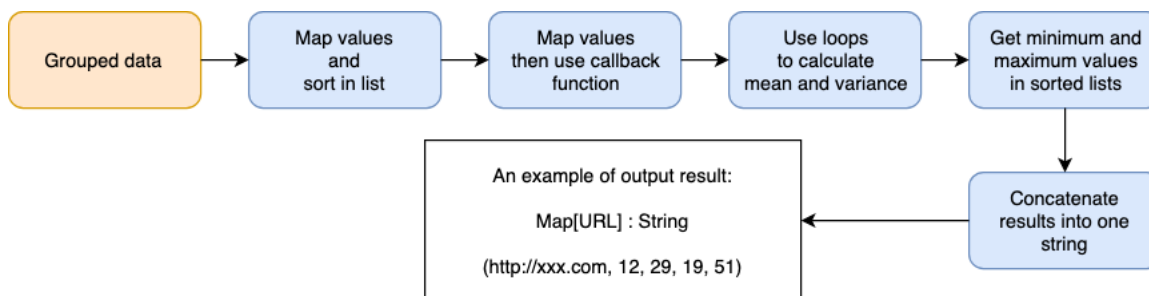 Grouped data
Map values
and
sort in list
Map values
then use callback
function
Use loops
to calculate
mean and variance
Get minimum and
maximum values
in sorted lists
Concatenate
results into one
string
An example of output result:
Map[URL] : String
(http://xxx.com, 12, 29, 19, 51)